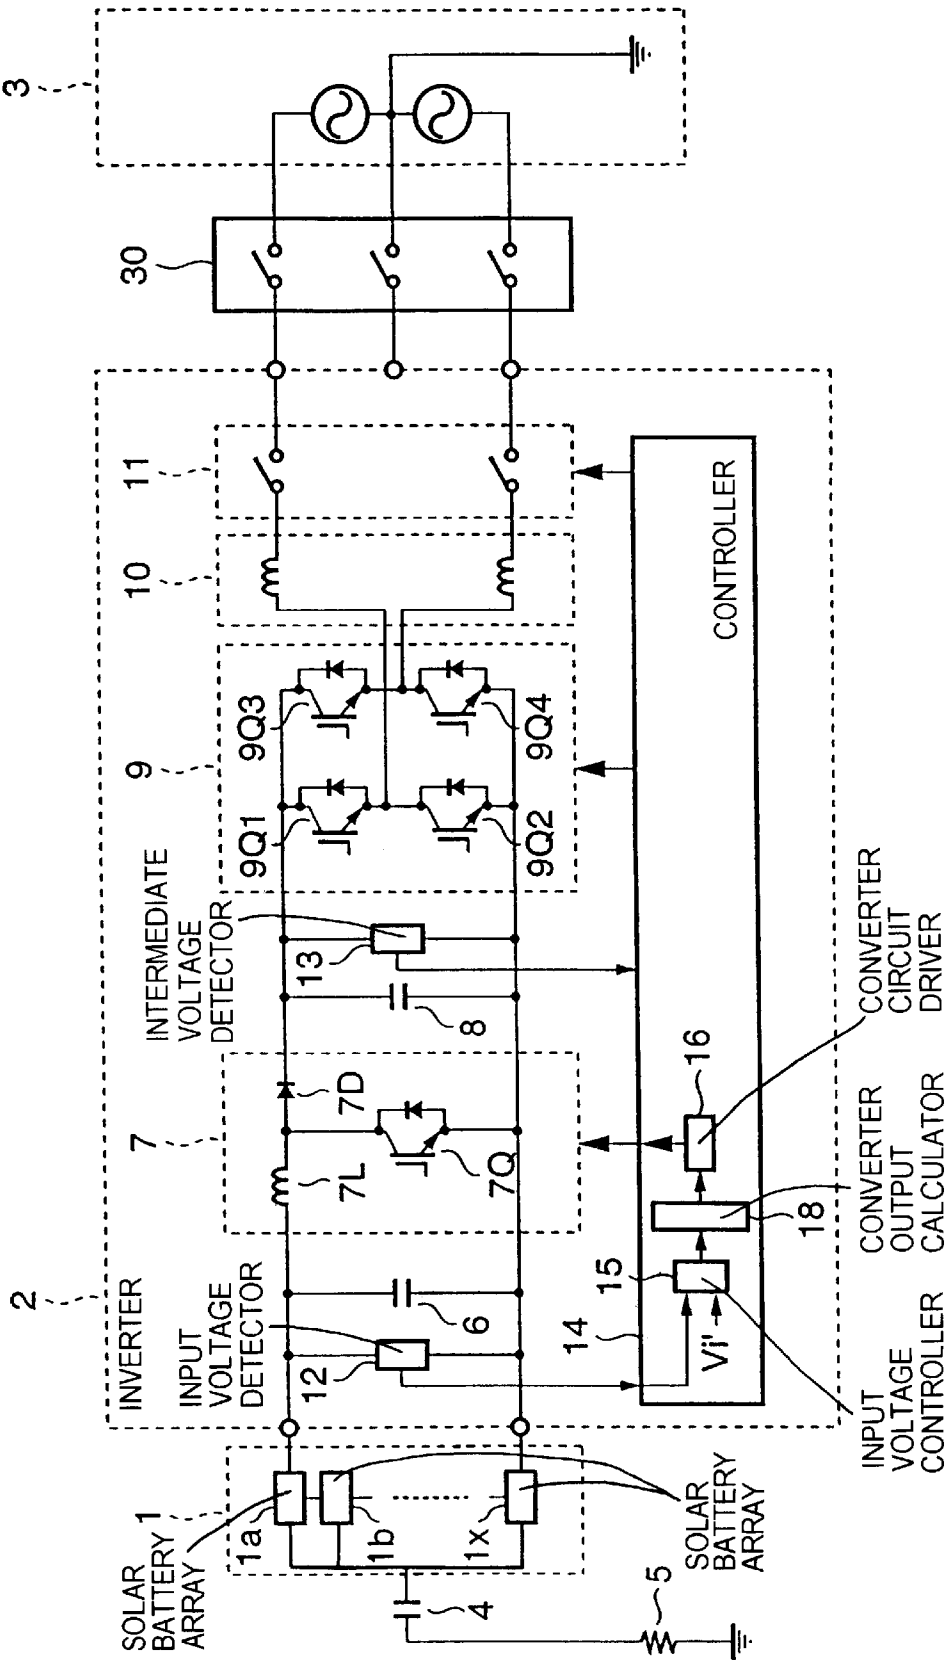 3
30
2
INVERTER
11
10
9
9Q3
9Q4
9Q1
9Q2
INTERMEDIATE
VOLTAGE
DETECTOR
13
8
7
7D
7L
7Q
INPUT
VOLTAGE
DETECTOR
12
6
CONTROLLER
14
15
Vi'
18
16
CONVERTER
CIRCUIT
DRIVER
CONVERTER
OUTPUT
CALCULATOR
INPUT
VOLTAGE
CONTROLLER
SOLAR
BATTERY
ARRAY
1
1a
1b
1x
SOLAR
BATTERY
ARRAY
4
5